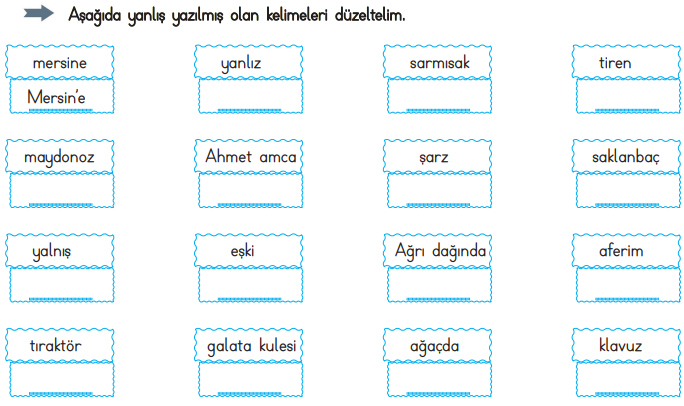 Aşağıda yanlış yazılmış olan kelimeleri düzeltelim.
mersine yanlız sarmısak tiren
Mersin'e
maydonoz Ahmet amca şarz saklanbaç
yalnış eşki Ağrı dağında aferim
tıraktör galata kulesi ağaçda klavuz